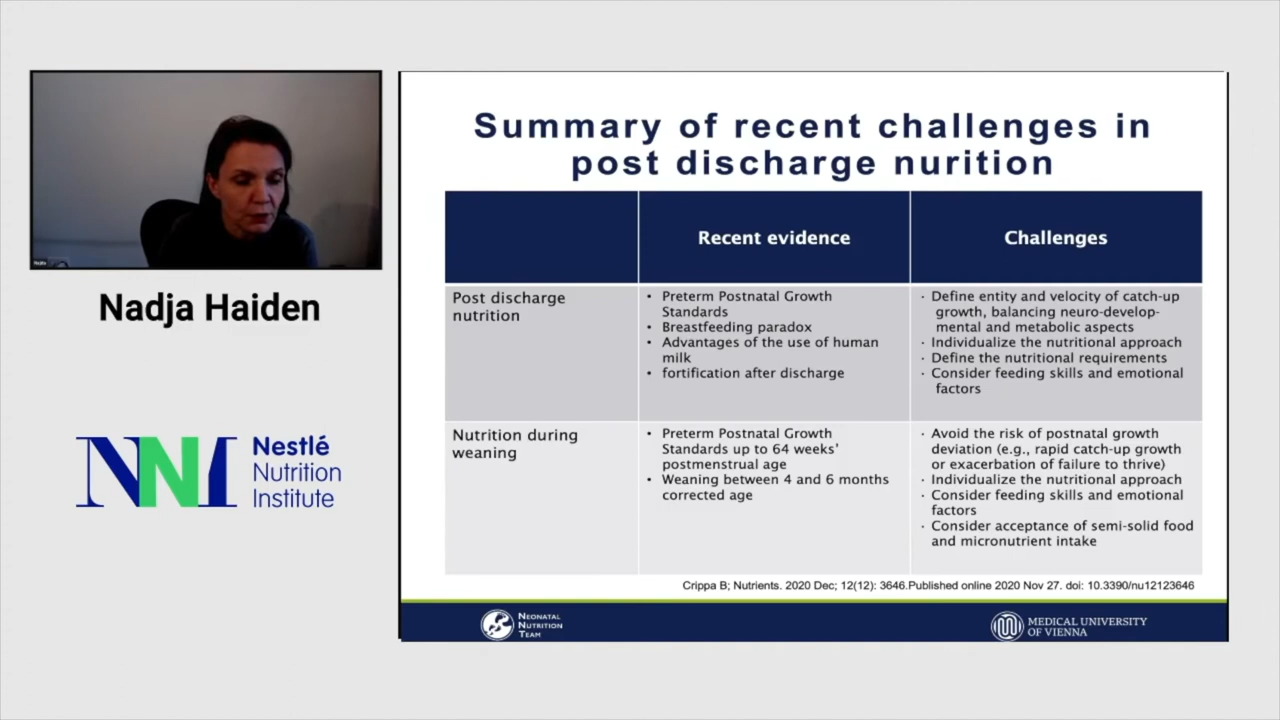 Nadja Haiden
NNI
Nestlé
Nutrition
Institute
Summary of recent challenges in
post discharge nurition
Recent evidence
Challenges
Post discharge
nutrition
• Preterm Postnatal Growth
Standards
• Breastfeeding paradox
• Advantages of the use of human
milk
• fortification after discharge
· Define entity and velocity of catch-up
growth, balancing neuro-develop-
mental and metabolic aspects
· Individualize the nutritional approach
· Define the nutritional requirements
· Consider feeding skills and emotional
factors
Nutrition during
weaning
• Preterm Postnatal Growth
Standards up to 64 weeks'
postmenstrual age
• Weaning between 4 and 6 months
corrected age
· Avoid the risk of postnatal growth
deviation (e.g., rapid catch-up growth
or exacerbation of failure to thrive)
· Individualize the nutritional approach
· Consider feeding skills and emotional
factors
· Consider acceptance of semi-solid food
and micronutrient intake
Crippa B; Nutrients. 2020 Dec; 12(12): 3646.Published online 2020 Nov 27. doi: 10.3390/nu12123646
NEONATAL
NUTRITION
TEAM
MEDICAL UNIVERSITY
OF VIENNA